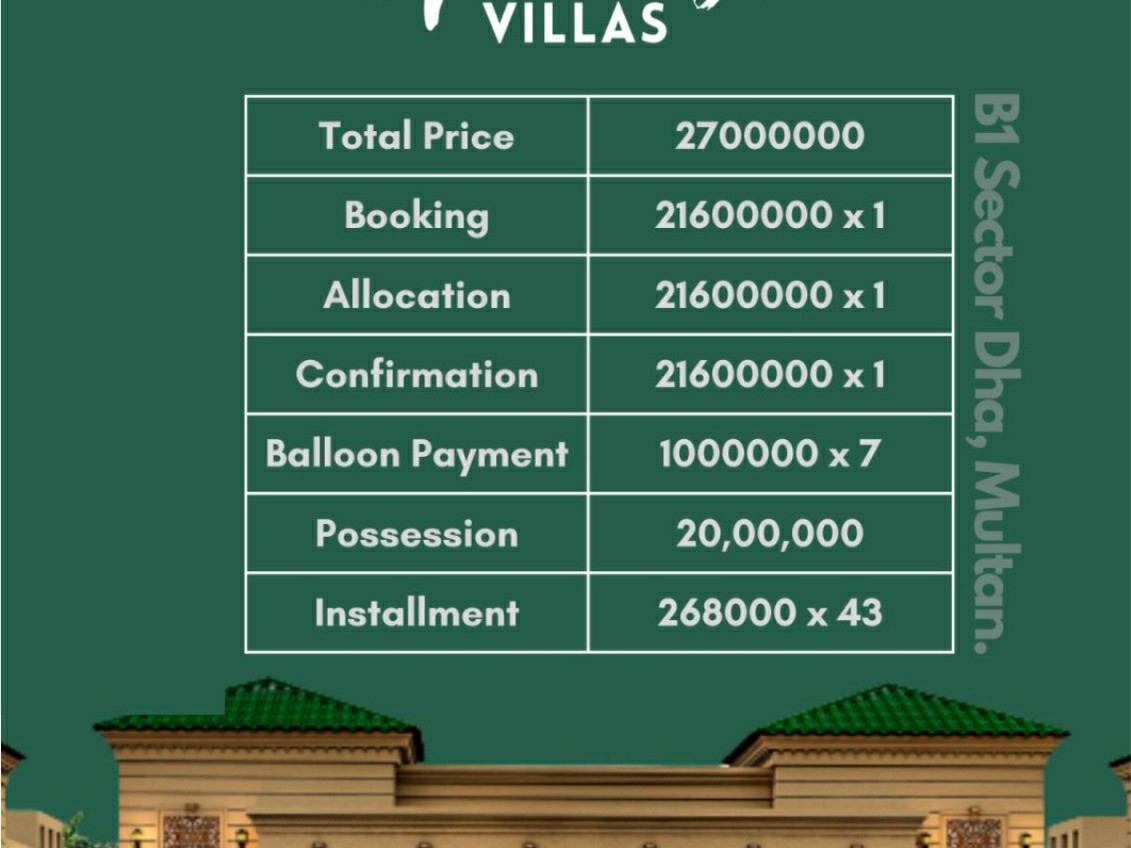 VILLAS
Total Price 27000000
Booking 21600000 x 1
Allocation 21600000 x 1
Confirmation 21600000 x 1
Balloon Payment 1000000 x 7
Possession 20,00,000
Installment 268000 x 43
B1 Sector Dha, Multan.